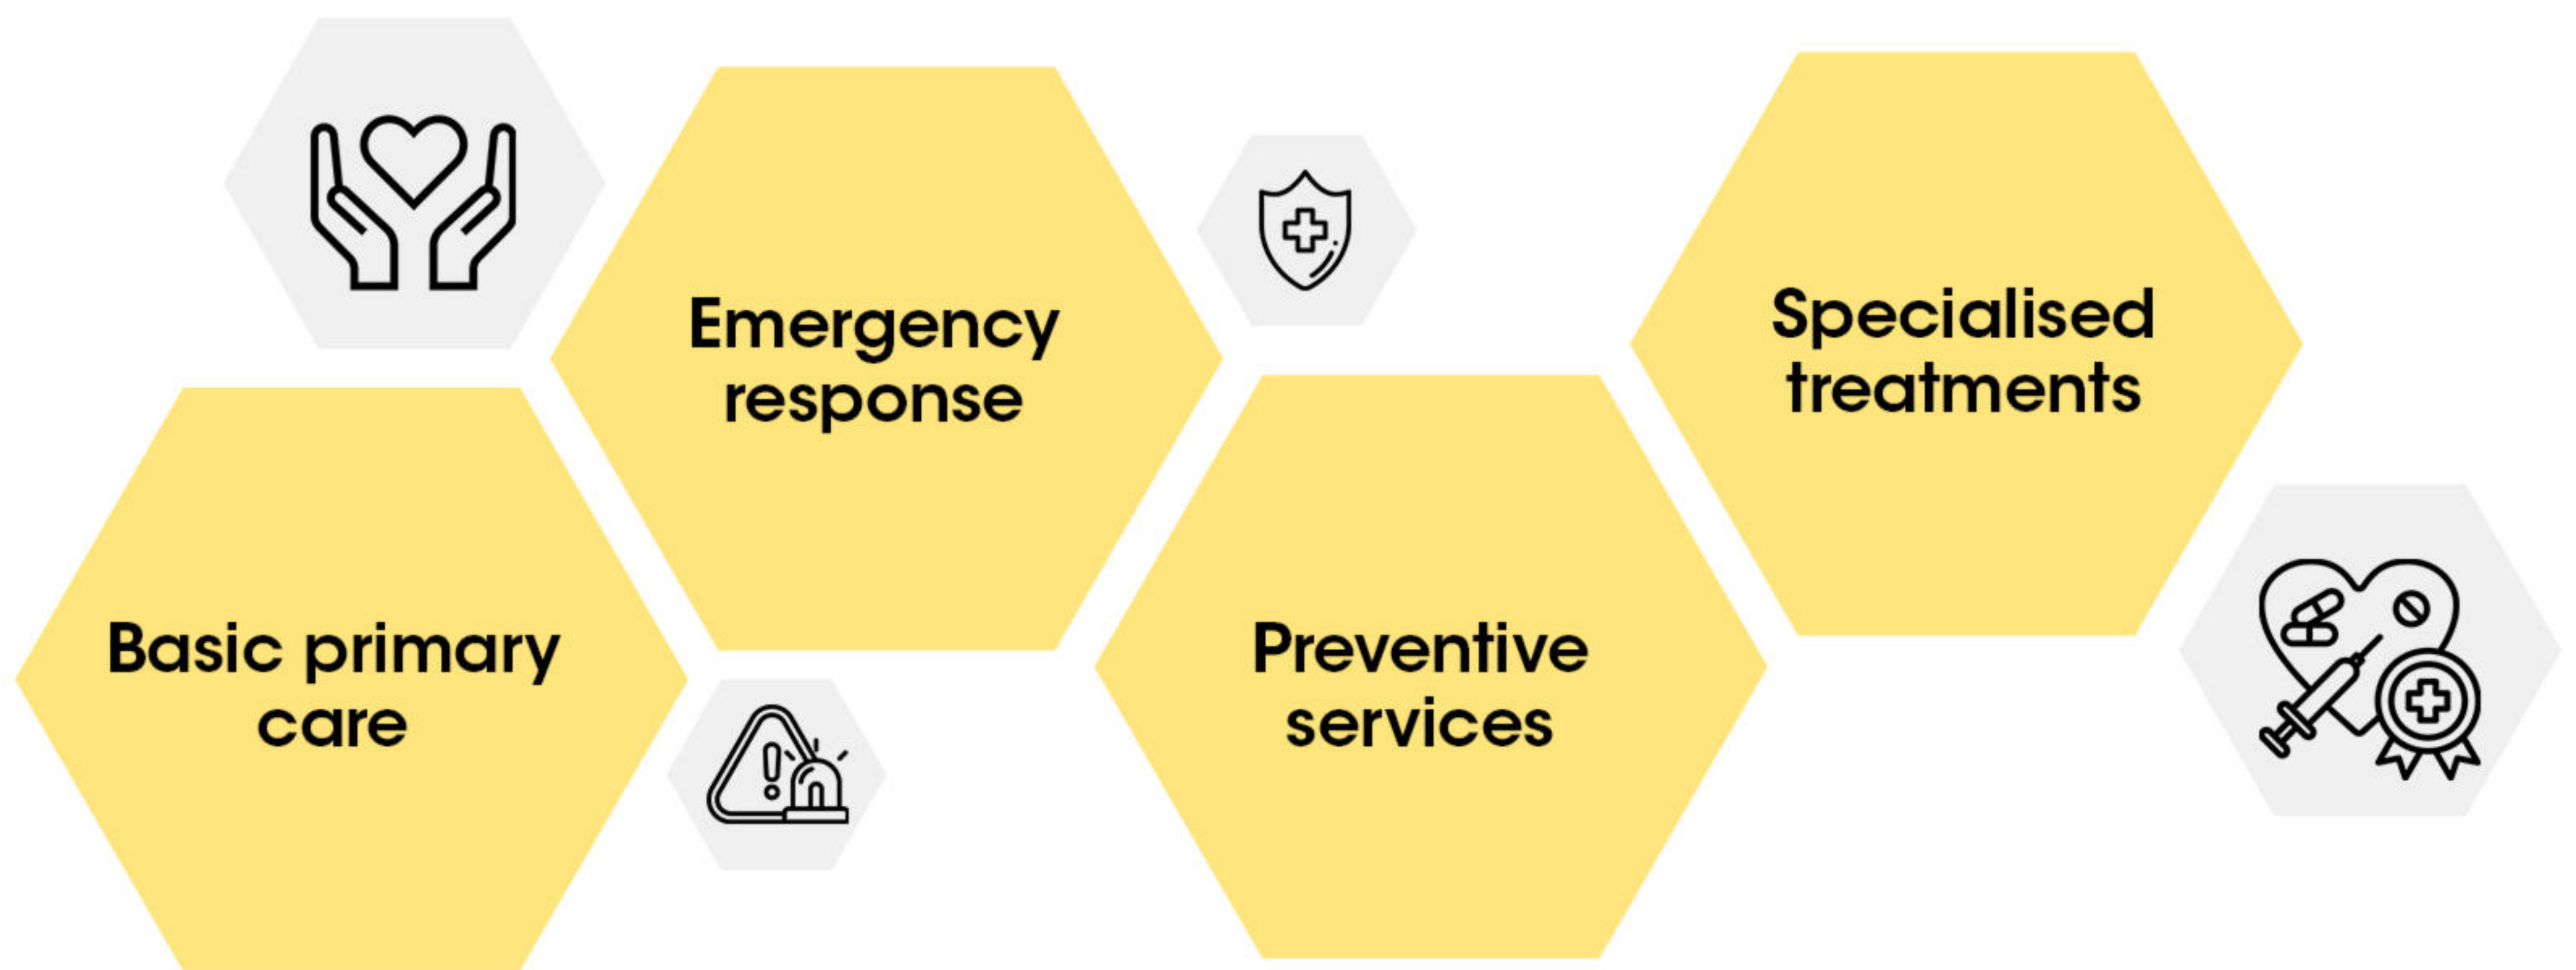 Basic primary
care
Emergency
response
Preventive
services
Specialised
treatments